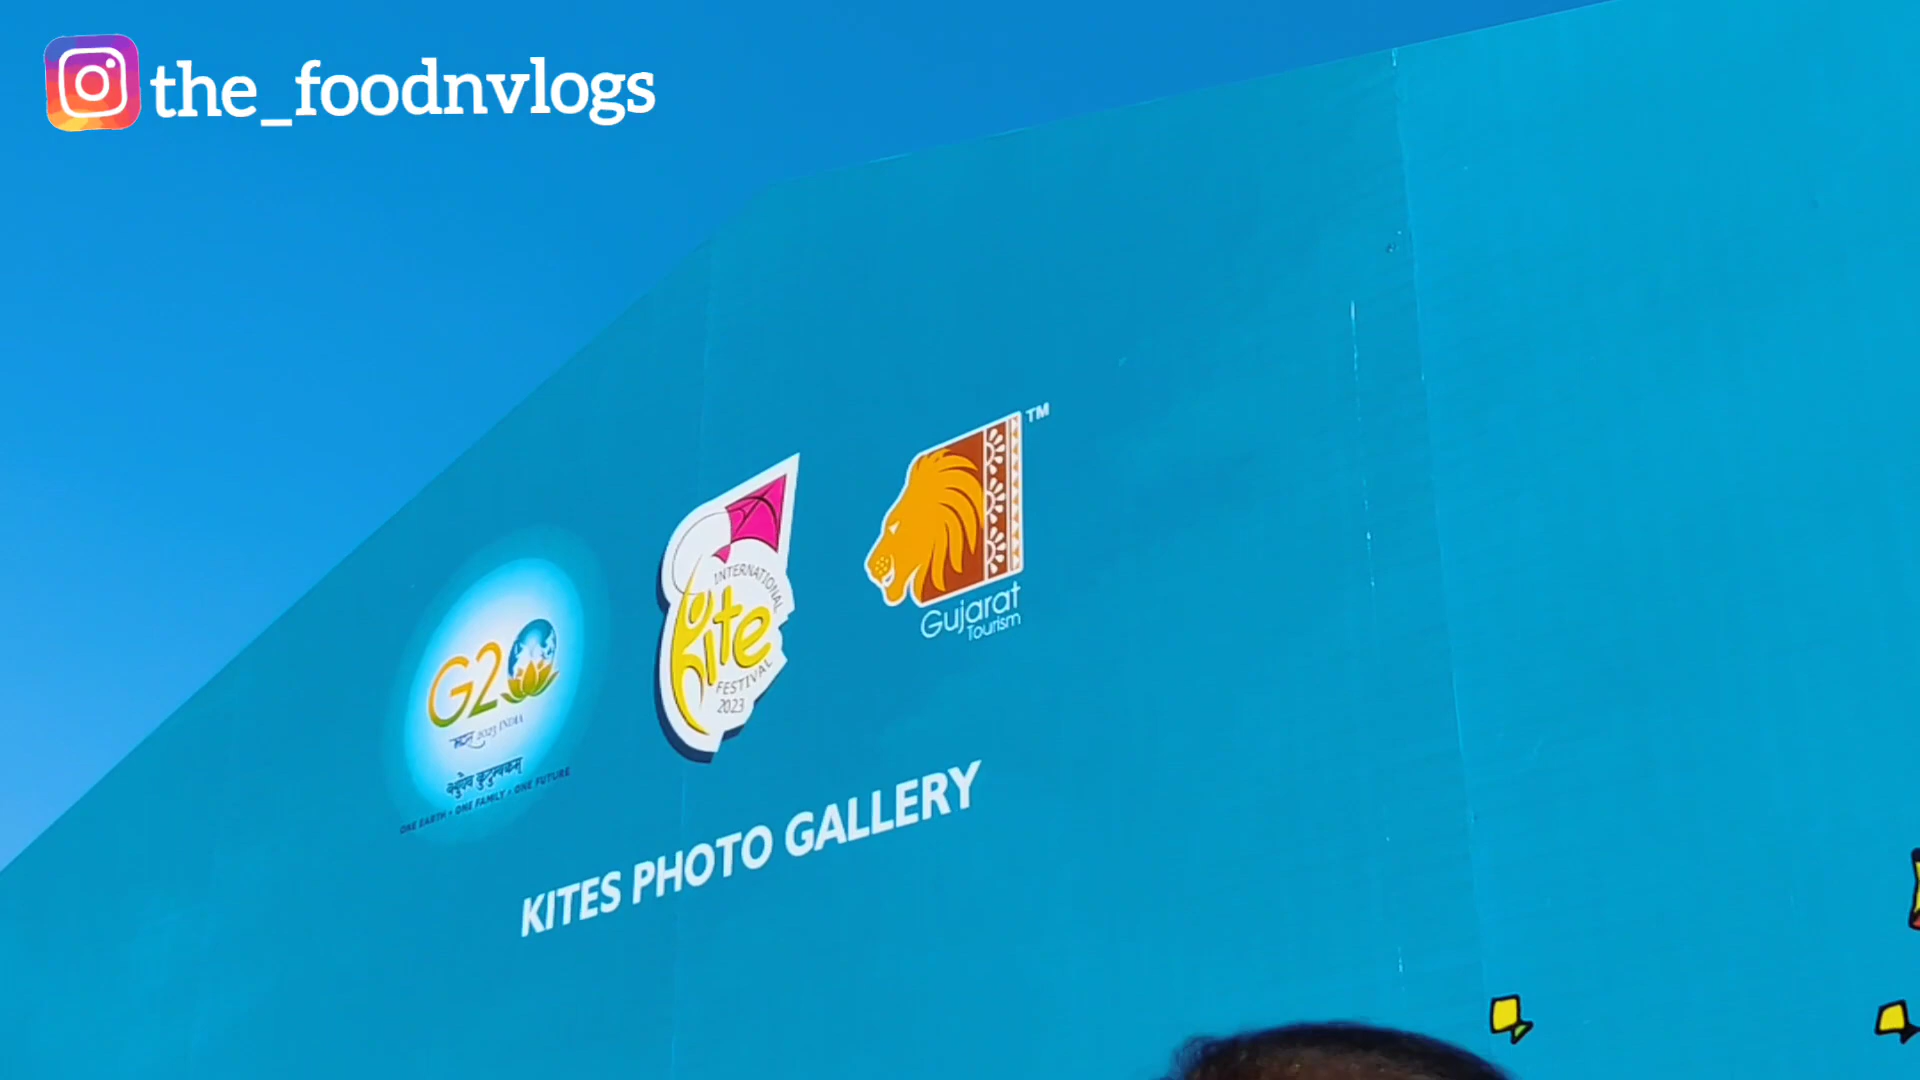 the_foodnvlogs
TM
INTERNATIONAL
Kite
FESTIVAL
2023
Gujarat
Tourism
G20
भारत 2023 INDIA
वसुधैव कुटुम्बकम्
ONE EARTH • ONE FAMILY • ONE FUTURE
KITES PHOTO GALLERY